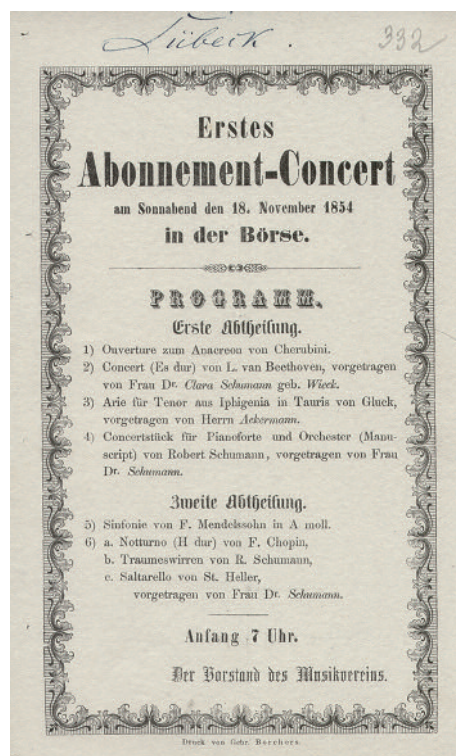 Lübeck.
332
Erstes
Abonnement-Concert
am Sonnabend den 18. November 1854
in der Börse.
PROGRAMM.
Erste Abtheilung.
1) Ouverture zum Anacreon von Cherubini.
2) Concert (Es dur) von L. van Beethoven, vorgetragen
von Frau Dr. Clara Schumann geb. Wieck.
3) Arie für Tenor aus Iphigenia in Tauris von Gluck,
vorgetragen von Herrn Ackermann.
4) Concertstück für Pianoforte und Orchester (Manu-
script) von Robert Schumann, vorgetragen von Frau
Dr. Schumann.
Zweite Abtheilung.
5) Sinfonie von F. Mendelssohn in A moll.
6) a. Notturno (H dur) von F. Chopin,
b. Traumeswirren von R. Schumann,
c. Saltarello von St. Heller,
vorgetragen von Frau Dr. Schumann.
Anfang 7 Uhr.
Der Vorstand des Musikvereins.
Druck von Gebr. Borchers.